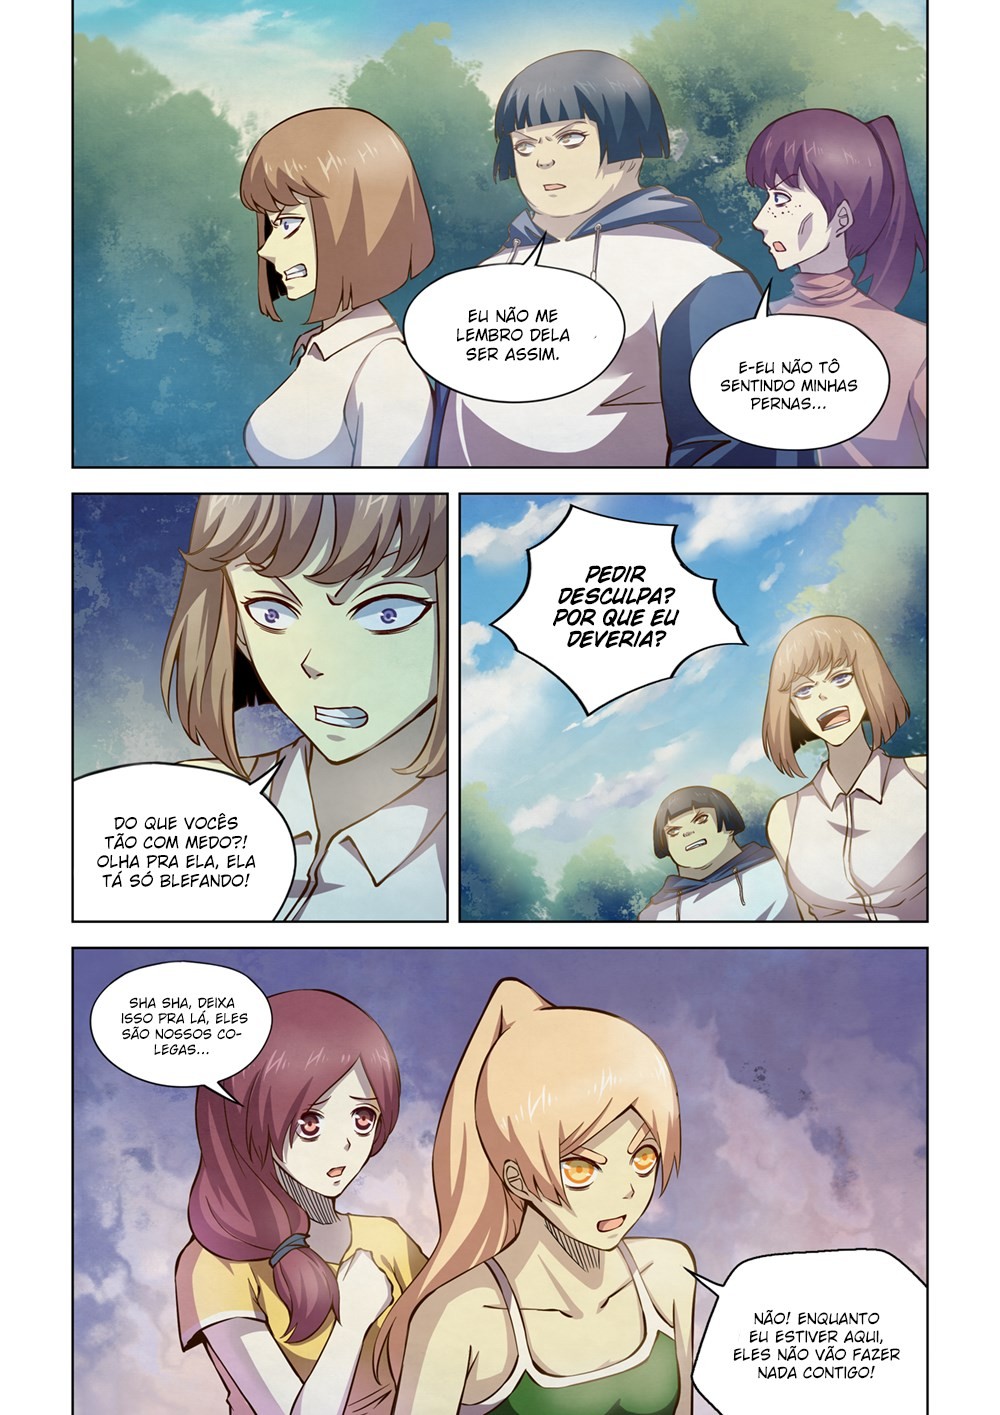 EU NÃO ME
LEMBRO DELA
SER ASSIM.
E-EU NÃO TÔ
SENTINDO MINHAS
PERNAS...
DO QUE VOCÊS
TÃO COM MEDO?!
OLHA PRA ELA, ELA
TÁ SÓ BLEFANDO!
PEDIR
DESCULPA?
POR QUE EU
DEVERIA?
SHA SHA, DEIXA
ISSO PRA LÁ, ELES
SÃO NOSSOS CO-
LEGAS...
NÃO! ENQUANTO
EU ESTIVER AQUI,
ELES NÃO VÃO FAZER
NADA CONTIGO!